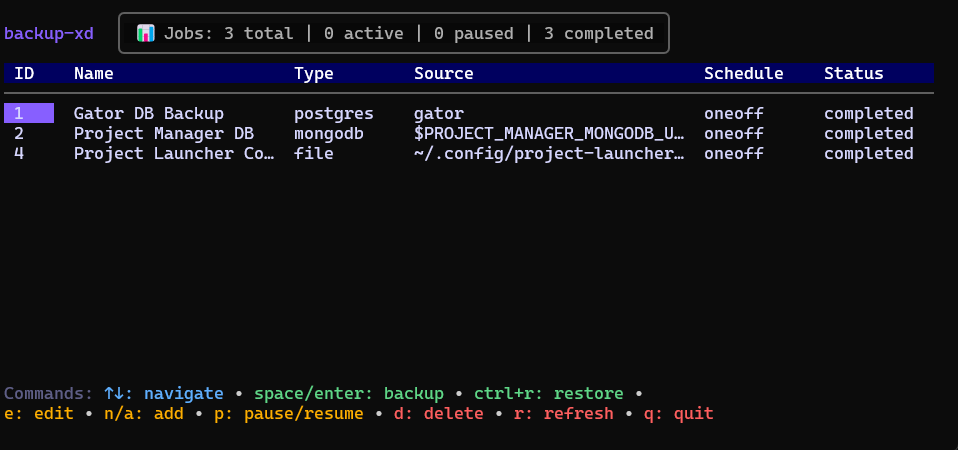 backup-xd 📊 Jobs: 3 total | 0 active | 0 paused | 3 completed
ID Name Type Source Schedule Status
1 Gator DB Backup postgres gator oneoff completed
2 Project Manager DB mongodb $PROJECT_MANAGER_MONGODB_U… oneoff completed
4 Project Launcher Co… file ~/.config/project-launcher… oneoff completed
Commands: ↑↓: navigate • space/enter: backup • ctrl+r: restore •
e: edit • n/a: add • p: pause/resume • d: delete • r: refresh • q: quit